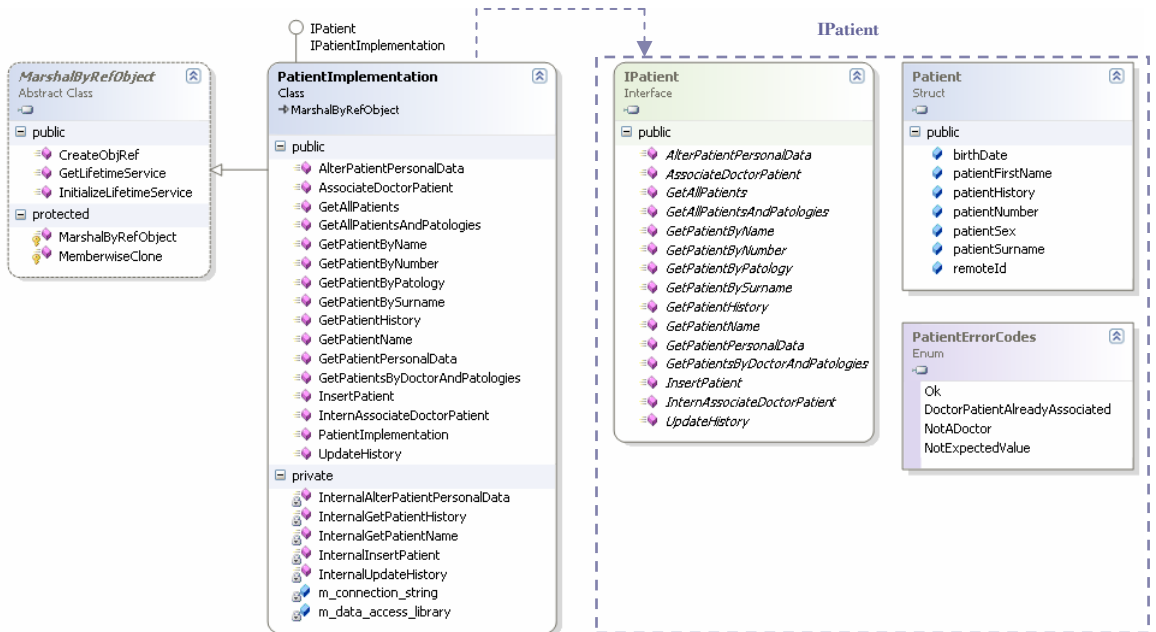 IPatient
IPatientImplementation
IPatient
MarshalByRefObject
Abstract Class
public
CreateObjRef
GetLifetimeService
InitializeLifetimeService
protected
MarshalByRefObject
MemberwiseClone
PatientImplementation
Class
MarshalByRefObject
public
AlterPatientPersonalData
AssociateDoctorPatient
GetAllPatients
GetAllPatientsAndPatologies
GetPatientByName
GetPatientByNumber
GetPatientByPatology
GetPatientBySurname
GetPatientHistory
GetPatientName
GetPatientPersonalData
GetPatientsByDoctorAndPatologies
InsertPatient
InternAssociateDoctorPatient
PatientImplementation
UpdateHistory
private
InternalAlterPatientPersonalData
InternalGetPatientHistory
InternalGetPatientName
InternalInsertPatient
InternalUpdateHistory
m_connection_string
m_data_access_library
IPatient
Interface
public
AlterPatientPersonalData
AssociateDoctorPatient
GetAllPatients
GetAllPatientsAndPatologies
GetPatientByName
GetPatientByNumber
GetPatientByPatology
GetPatientBySurname
GetPatientHistory
GetPatientName
GetPatientPersonalData
GetPatientsByDoctorAndPatologies
InsertPatient
InternAssociateDoctorPatient
UpdateHistory
Patient
Struct
public
birthDate
patientFirstName
patientHistory
patientNumber
patientSex
patientSurname
remoteId
PatientErrorCodes
Enum
Ok
DoctorPatientAlreadyAssociated
NotADoctor
NotExpectedValue